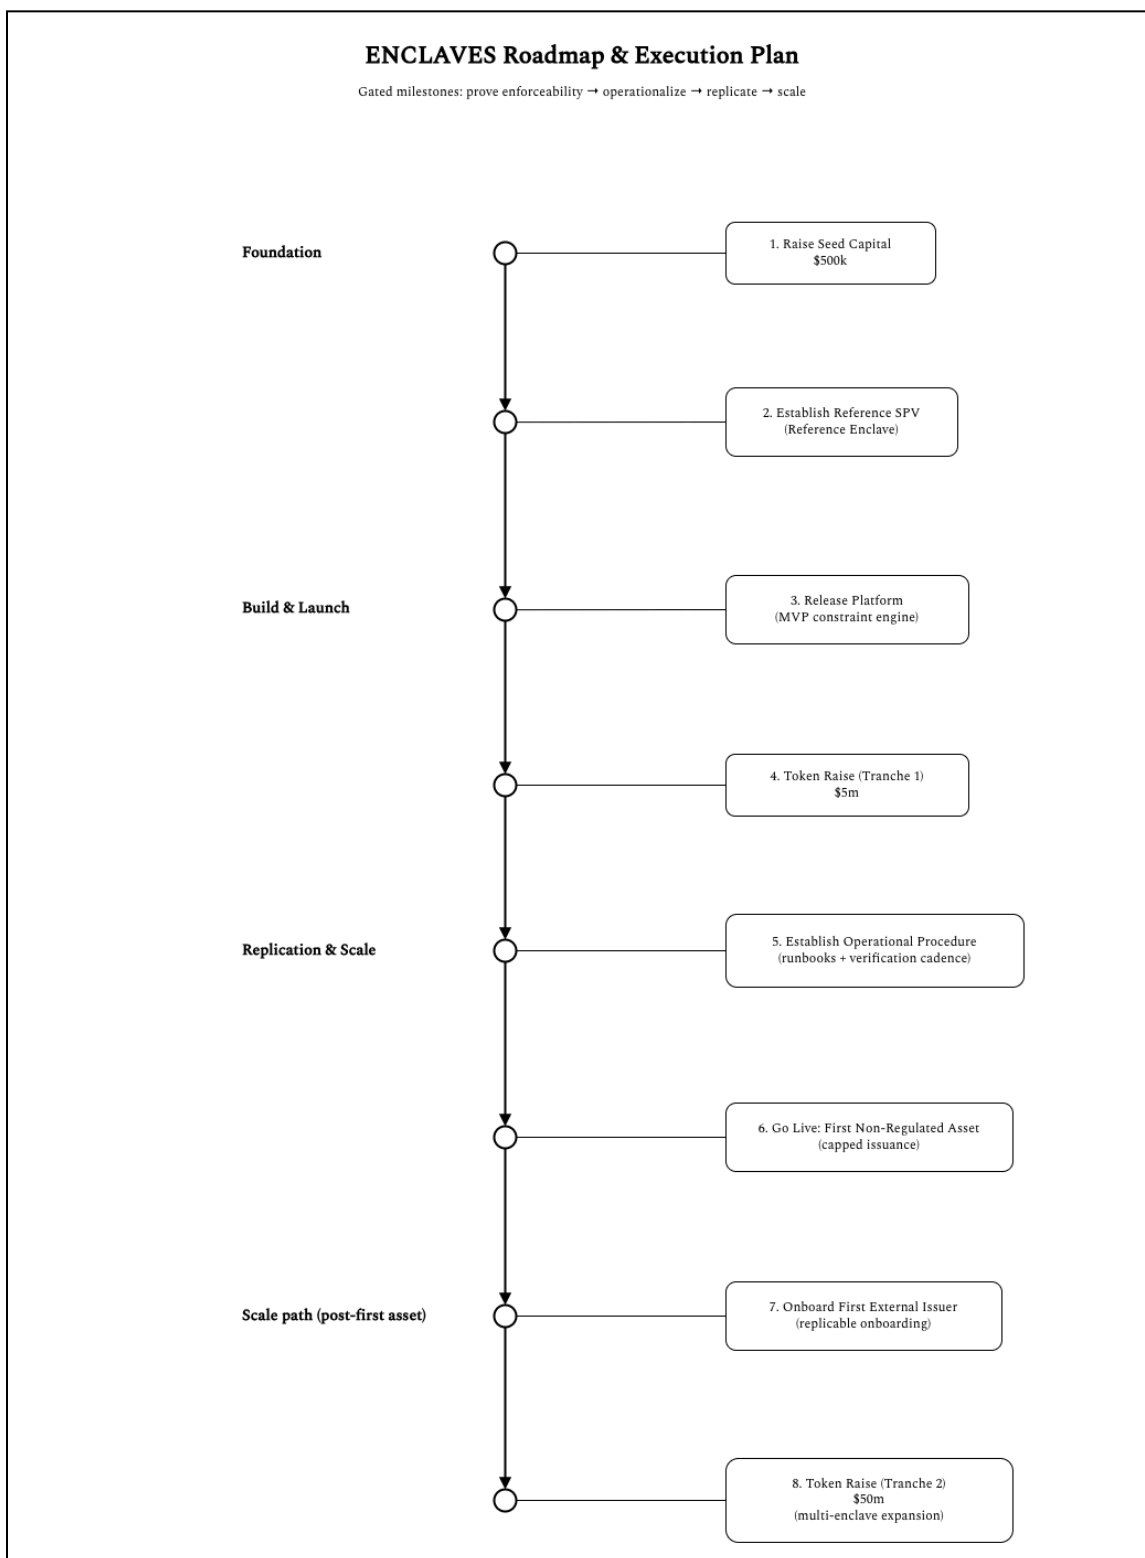 ENCLAVES Roadmap & Execution Plan
Gated milestones: prove enforceability → operationalize → replicate → scale
Foundation
1. Raise Seed Capital
$500k
2. Establish Reference SPV
(Reference Enclave)
Build & Launch
3. Release Platform
(MVP constraint engine)
4. Token Raise (Tranche 1)
$5m
Replication & Scale
5. Establish Operational Procedure
(runbooks + verification cadence)
6. Go Live: First Non-Regulated Asset
(capped issuance)
Scale path (post-first asset)
7. Onboard First External Issuer
(replicable onboarding)
8. Token Raise (Tranche 2)
$50m
(multi-enclave expansion)